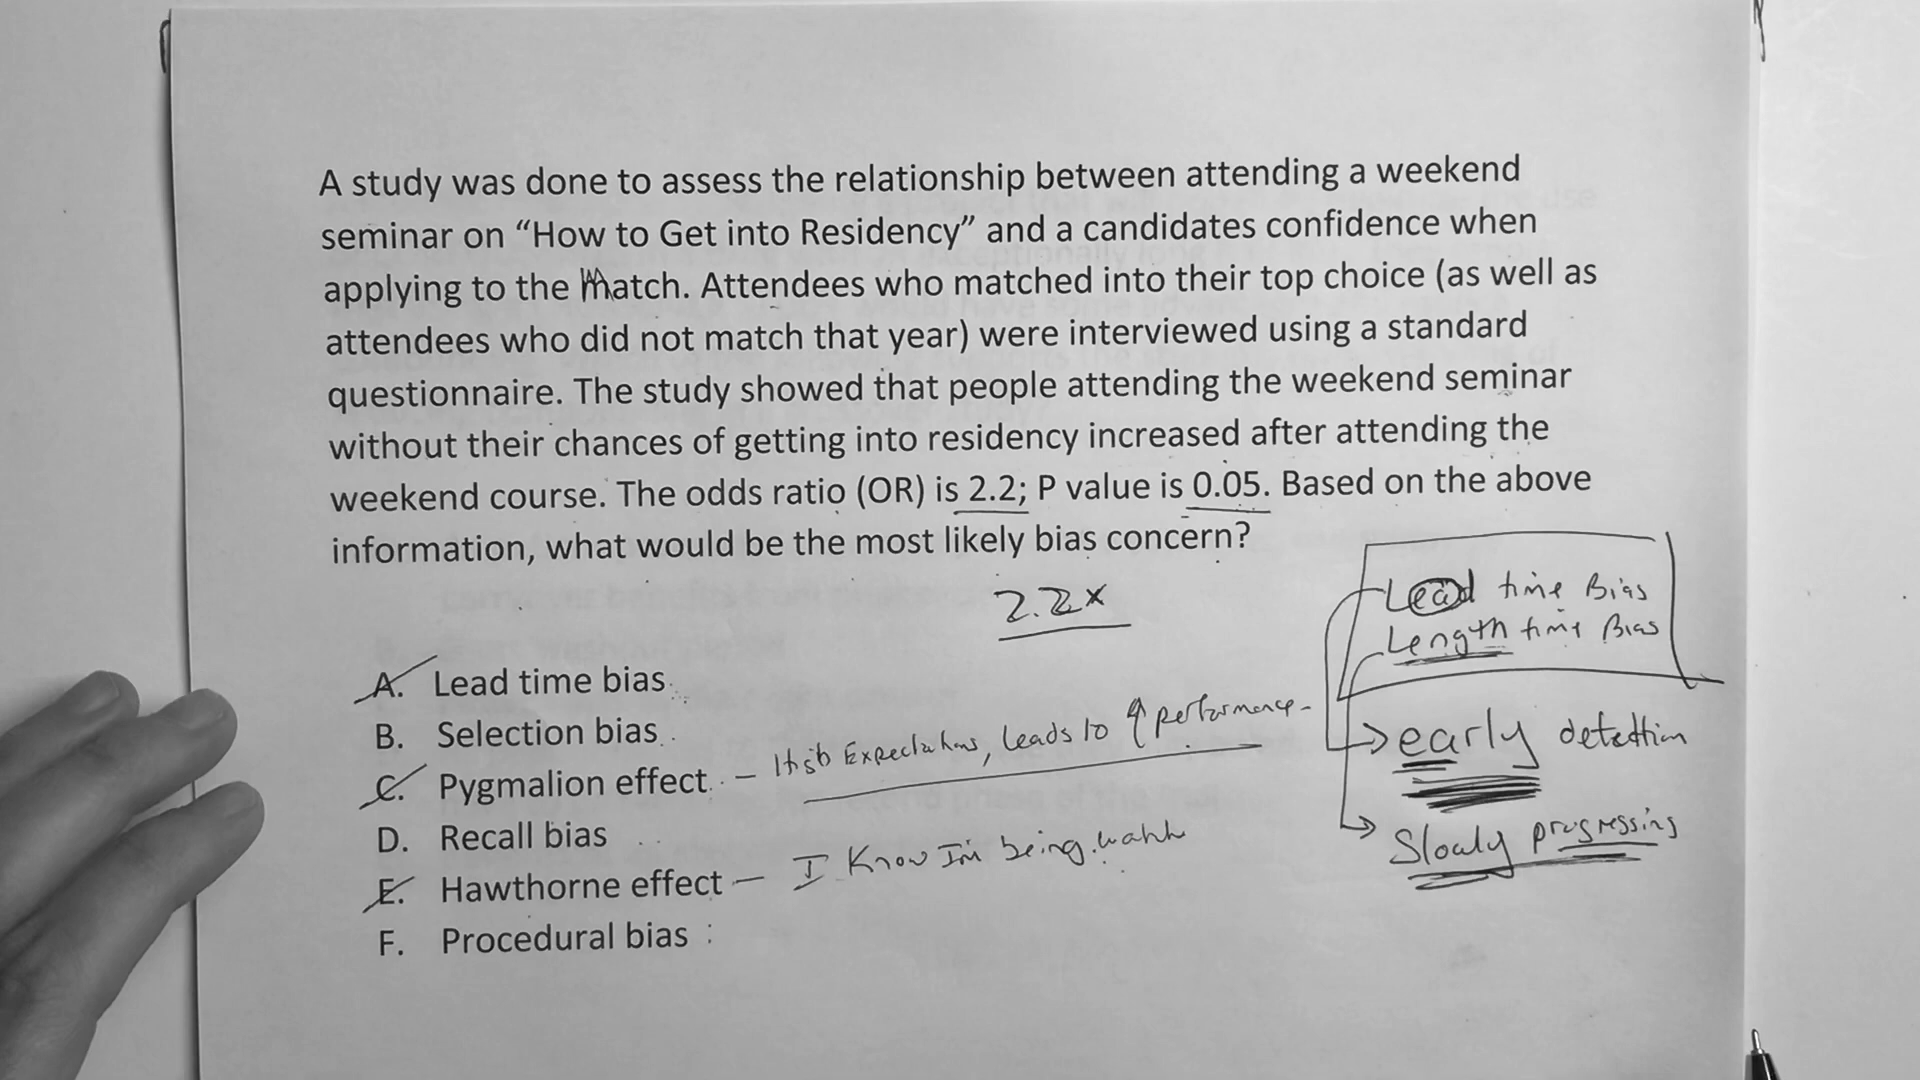 A study was done to assess the relationship between attending a weekend
seminar on “How to Get into Residency” and a candidates confidence when
applying to the Match. Attendees who matched into their top choice (as well as
attendees who did not match that year) were interviewed using a standard
questionnaire. The study showed that people attending the weekend seminar
without their chances of getting into residency increased after attending the
weekend course. The odds ratio (OR) is 2.2; P value is 0.05. Based on the above
information, what would be the most likely bias concern?
2.2x
Lead time Bias
Length time Bias
A. Lead time bias
B. Selection bias
C. Pygmalion effect – Expectations, leads to ↑ performance
D. Recall bias
E. Hawthorne effect – I Know I'm being
F. Procedural bias
→ early detection
→ Slowly progressing